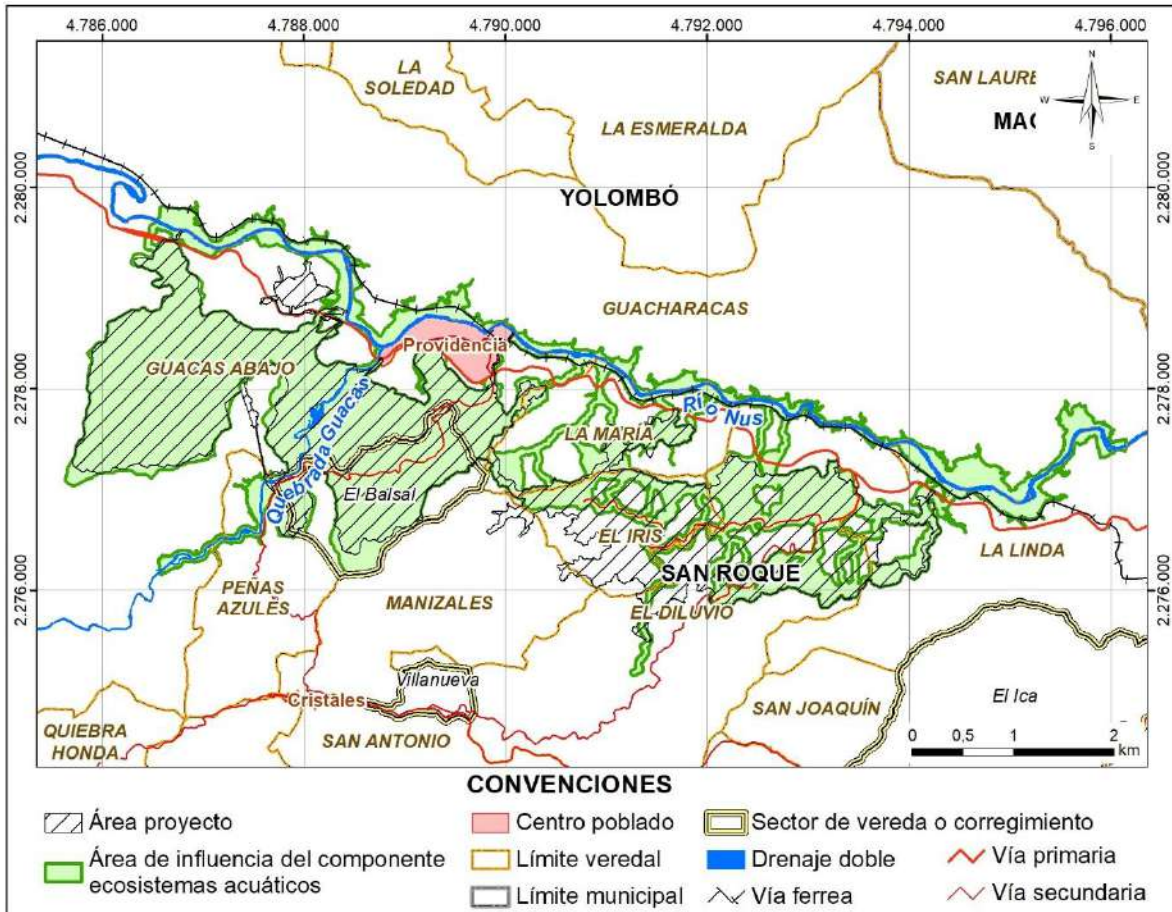 4.786.000 4.788.000 4.790.000 4.792.000 4.794.000 4.796.000
LA
SOLEDAD
SAN LAURE
N
W E
S
LA ESMERALDA
MAC
2.280.000 2.280.000
YOLOMBÓ
GUACHARACAS
Providencia
GUACAS ABAJO
2.278.000 2.278.000
Río Nus
Quebrada Guacas
LA MARÍA
El Balsal
EL IRIS
LA LINDA
SAN ROQUE
2.276.000 2.276.000
PEÑAS
AZULES
MANIZALES
EL DILUVIO
Villanueva
Cristales
El Ica
SAN JOAQUÍN
QUIEBRA
HONDA
SAN ANTONIO
0 0,5 1 2
km
CONVENCIONES
Área proyecto
Centro poblado
Sector de vereda o corregimiento
Área de influencia del componente
ecosistemas acuáticos
Límite veredal
Drenaje doble
Vía primaria
Límite municipal
Vía ferrea
Vía secundaria